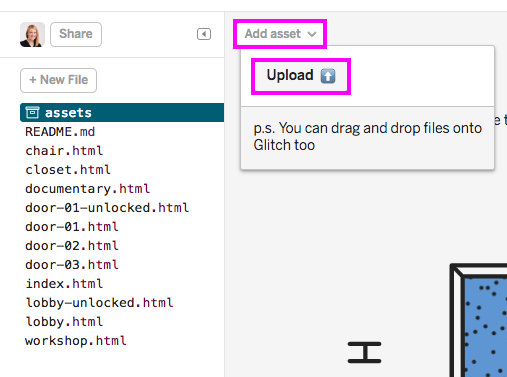 Share
Add asset
+ New File
Upload
p.s. You can drag and drop files onto
Glitch too
e t
assets
README.md
chair.html
closet.html
documentary.html
door-01-unlocked.html
door-01.html
door-02.html
door-03.html
index.html
lobby-unlocked.html
lobby.html
workshop.html